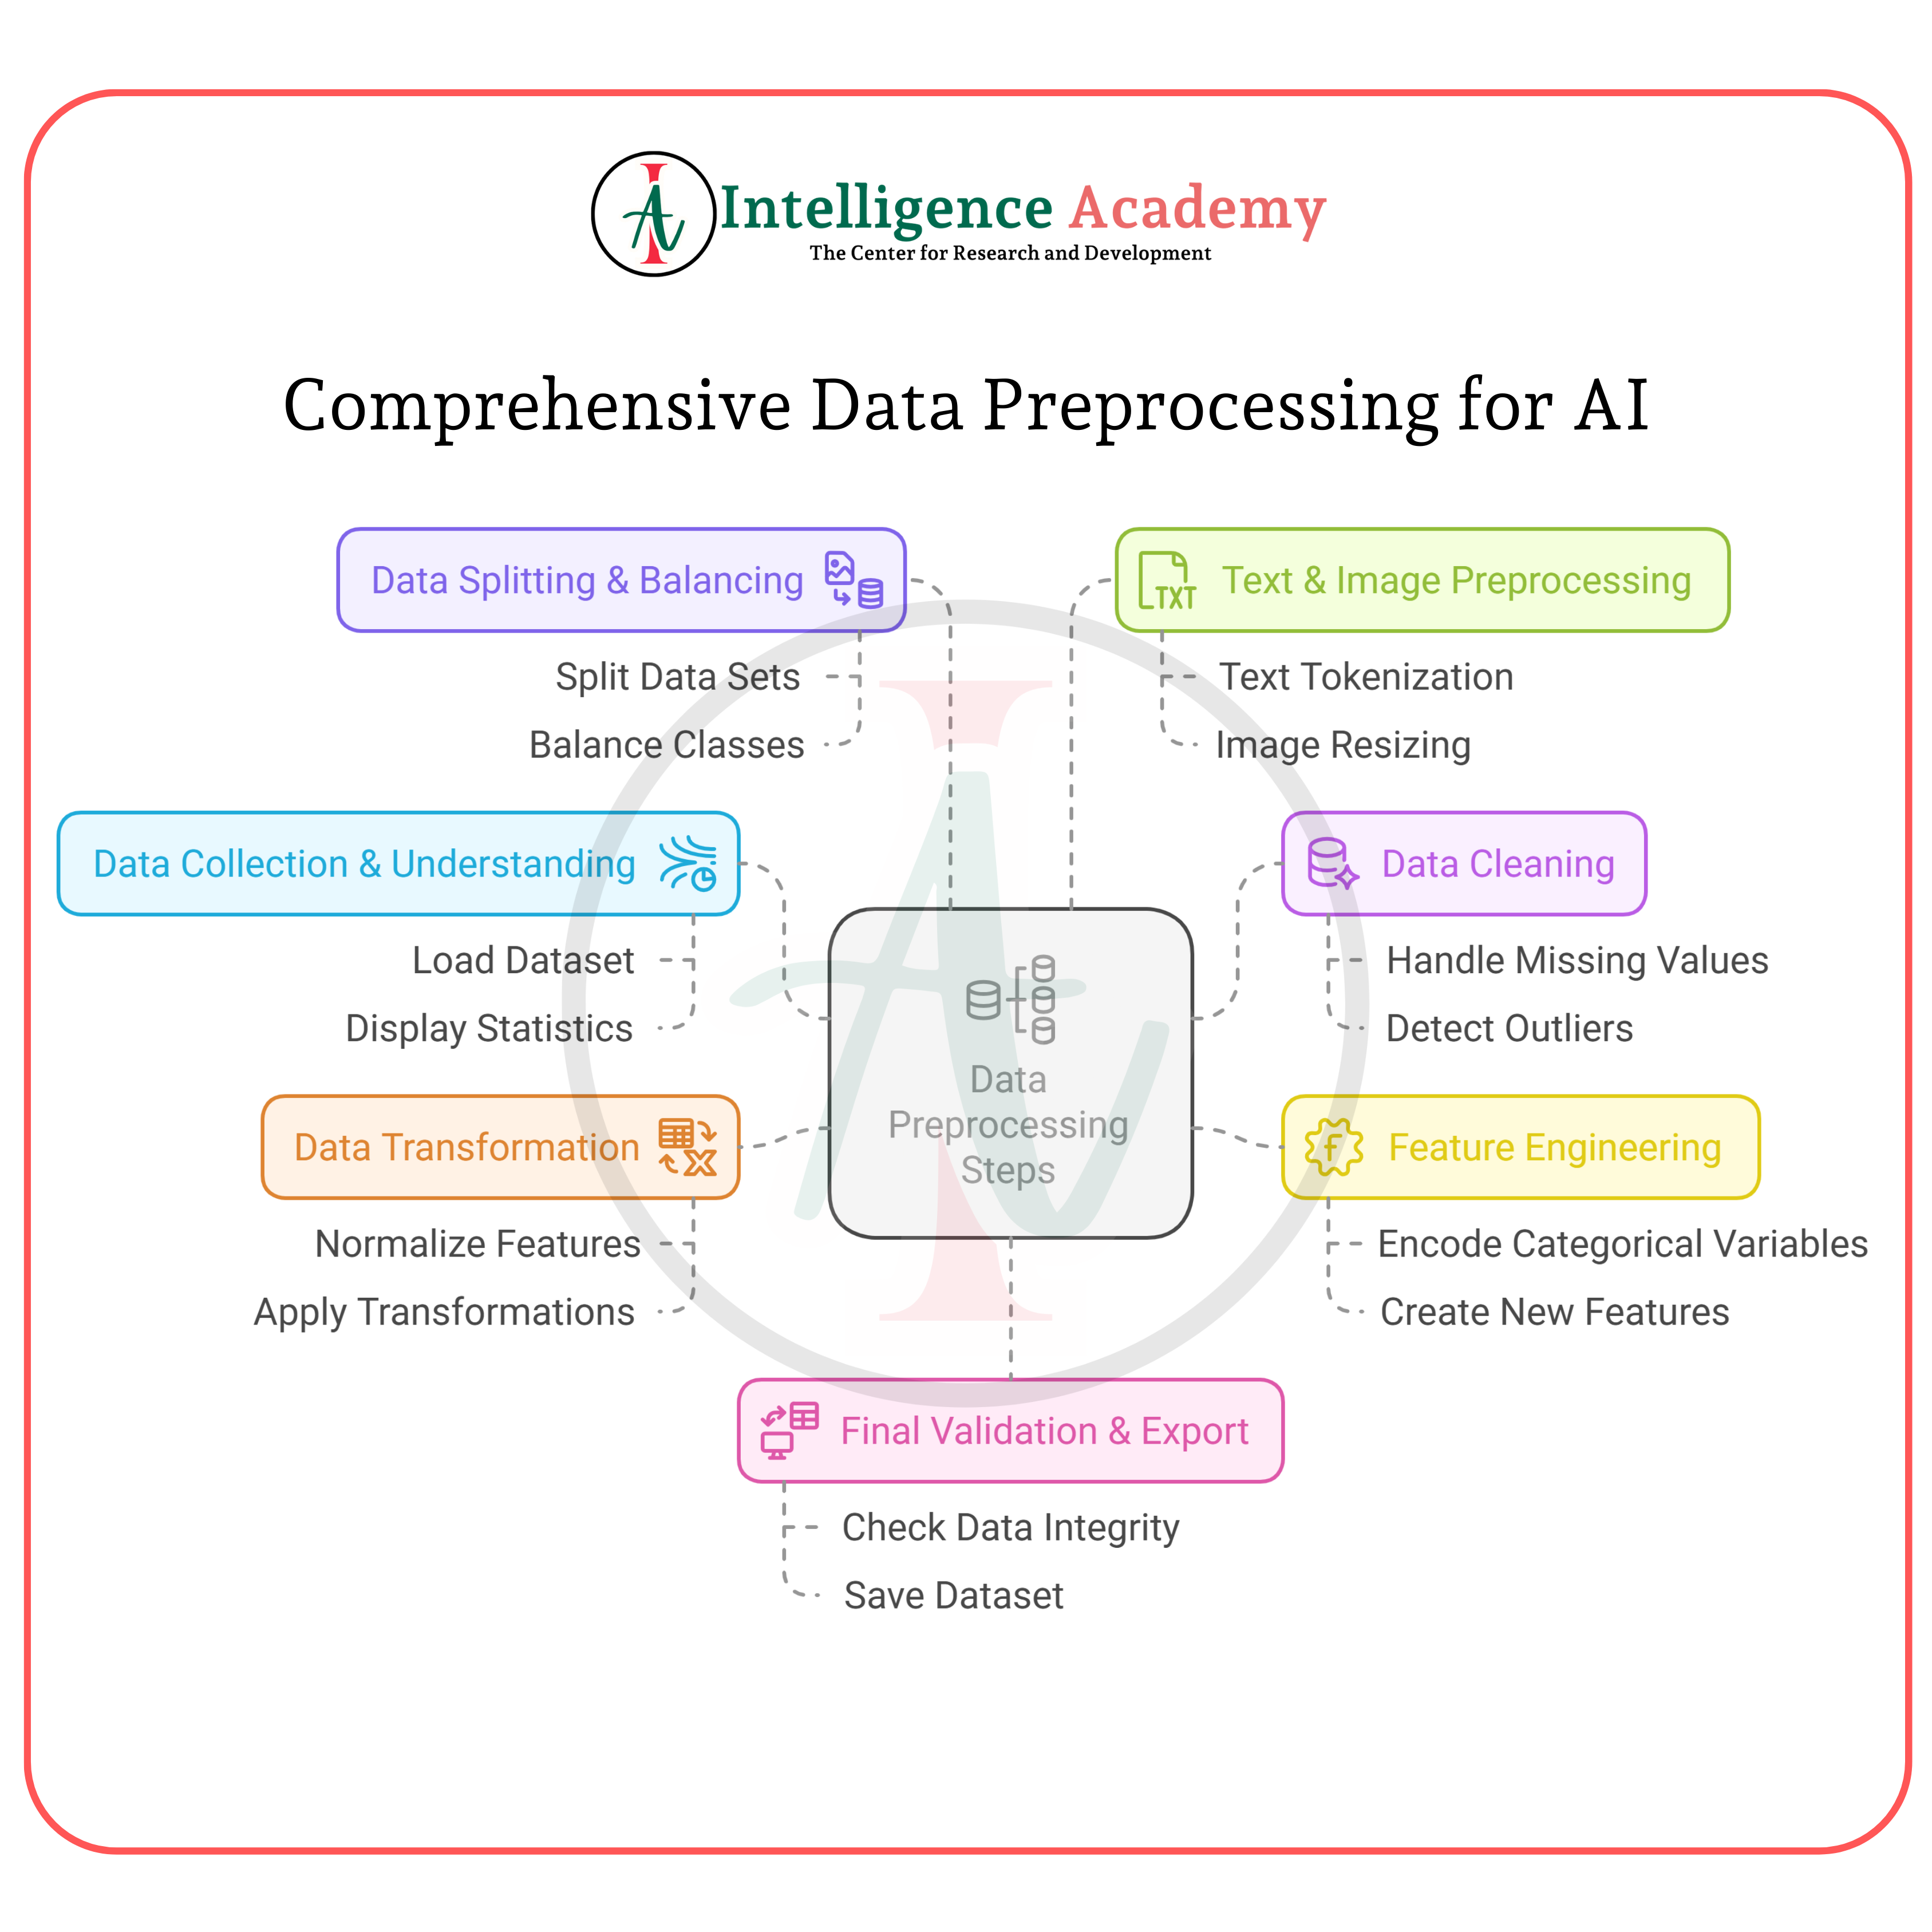 Intelligence Academy
The Center for Research and Development
Comprehensive Data Preprocessing for AI
Data Splitting & Balancing
Split Data Sets
Balance Classes
TXT
Text & Image Preprocessing
Text Tokenization
Image Resizing
Data Collection & Understanding
Load Dataset
Display Statistics
Data Cleaning
Handle Missing Values
Detect Outliers
Data
Preprocessing
Steps
Data Transformation
Normalize Features
Apply Transformations
f
Feature Engineering
Encode Categorical Variables
Create New Features
Final Validation & Export
Check Data Integrity
Save Dataset